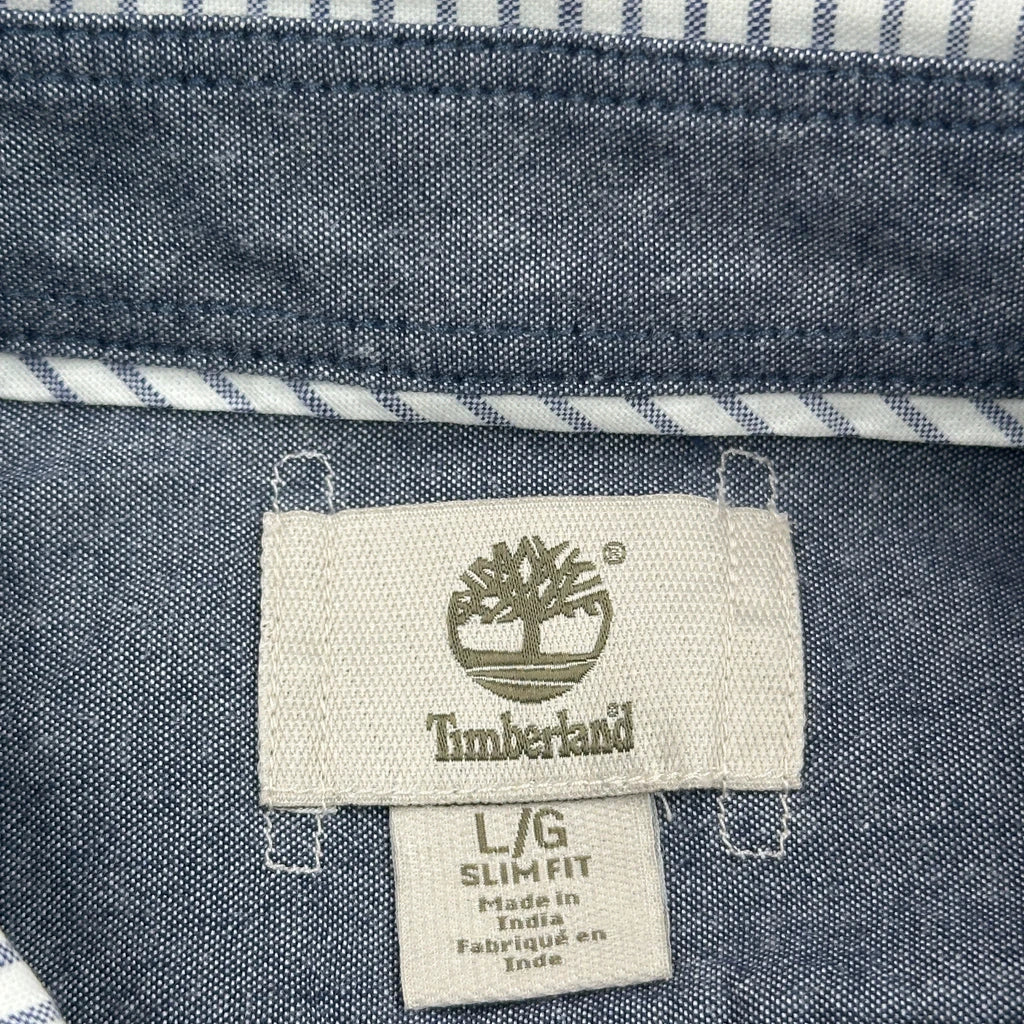 ®
Timberland®
L/G
SLIM FIT
Made in
India
Fabriqué en
Inde